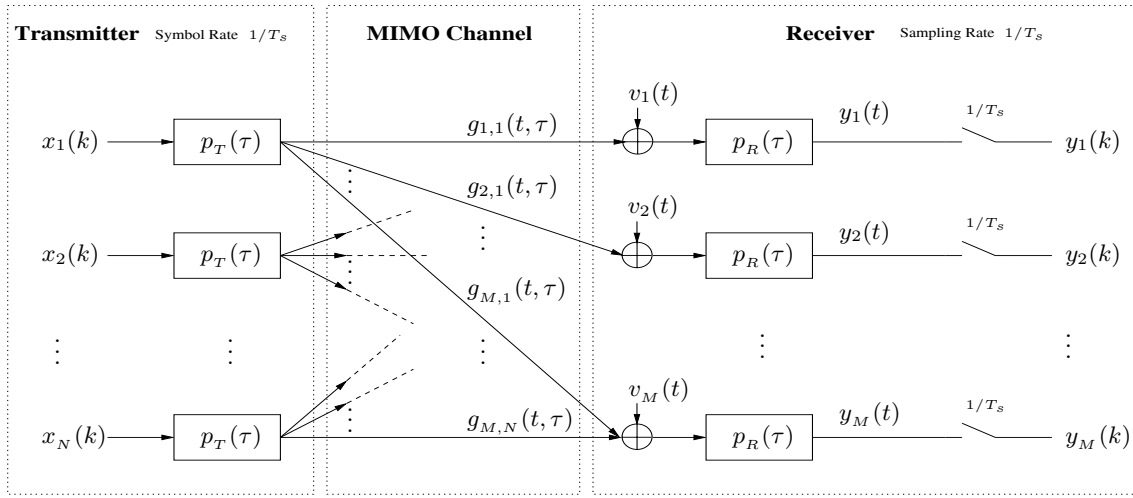 Transmitter Symbol Rate 1/T_s MIMO Channel Receiver Sampling Rate 1/T_s
v_1(t)
x_1(k) p_T(τ) g_{1,1}(t, τ) p_R(τ) y_1(t) 1/T_s y_1(k)
⋮
g_{2,1}(t, τ) v_2(t)
x_2(k) p_T(τ) ⋮ ⋮ p_R(τ) y_2(t) 1/T_s y_2(k)
g_{M,1}(t, τ)
⋮ ⋮ ⋮ ⋮ ⋮
v_M(t)
x_N(k) p_T(τ) ⋮ g_{M,N}(t, τ) p_R(τ) y_M(t) 1/T_s y_M(k)